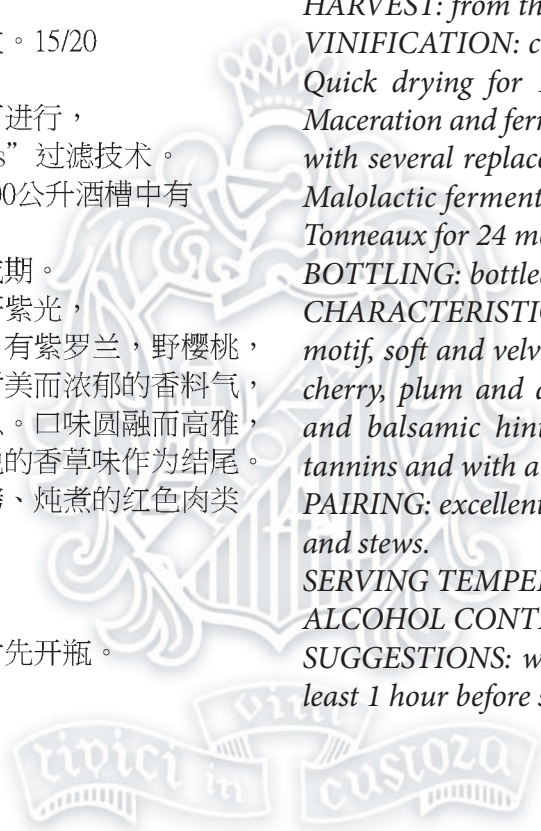 。15/20
进行，
s”过滤技术。
00公升酒槽中有
期。
紫光，
有紫罗兰，野樱桃，
美而浓郁的香料气，
。口味圆融而高雅，
的香草味作为结尾。
、炖煮的红色肉类
先开瓶。
HARVEST: from th
VINIFICATION: c
Quick drying for
Maceration and ferm
with several replace
Malolactic ferment
Tonneaux for 24 m
BOTTLING: bottle
CHARACTERISTIC
motif, soft and velv
cherry, plum and
and balsamic hin
tannins and with a
PAIRING: excellent
and stews.
SERVING TEMPE
ALCOHOL CONT
SUGGESTIONS: w
least 1 hour before s
tipici in vini custoza